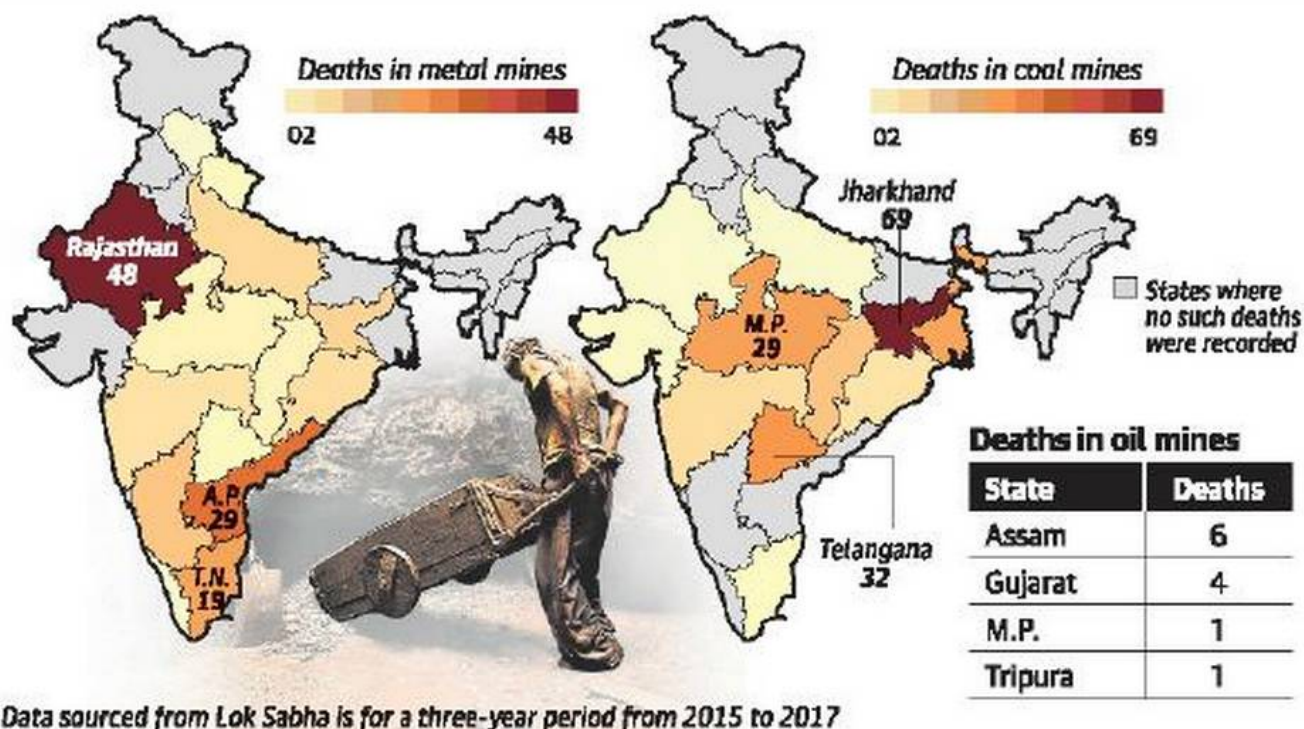 Deaths in metal mines
02 48
Rajasthan
48
A.P.
29
T.N.
19
Deaths in coal mines
02 69
Jharkhand
69
M.P.
29
Telangana
32
States where
no such deaths
were recorded
Deaths in oil mines
State Deaths
Assam 6
Gujarat 4
M.P. 1
Tripura 1
Data sourced from Lok Sabha is for a three-year period from 2015 to 2017